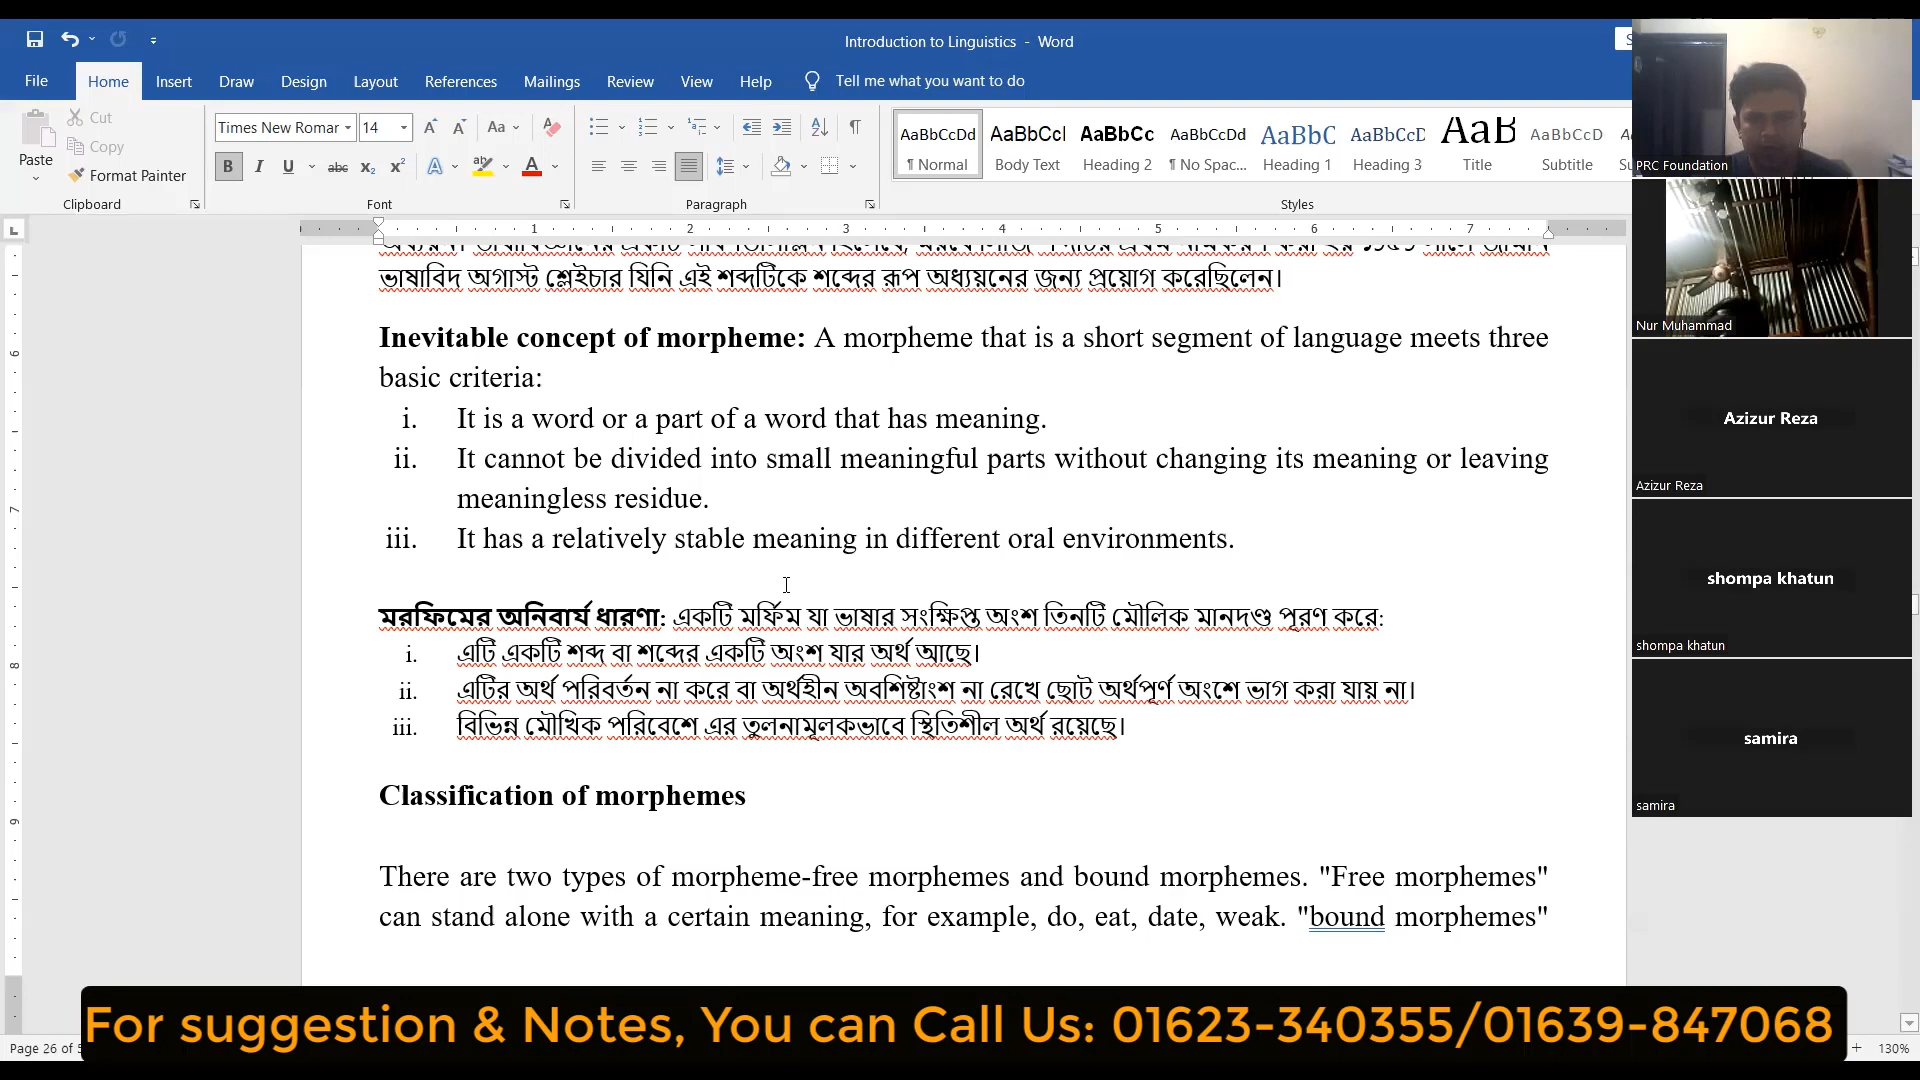 Introduction to Linguistics - Word
File Home Insert Draw Design Layout References Mailings Review View Help Tell me what you want to do
Paste
Cut
Copy
Format Painter
Clipboard
Times New Romar 14
Font
Paragraph
AaBbCcDd AaBbCcI AaBbCc AaBbCcDd AaBbC AaBbCcD AaB AaBbCcD
¶ Normal Body Text Heading 2 ¶ No Spac... Heading 1 Heading 3 Title Subtitle
Styles
ভাষাবিদ অগাস্ট শ্লেইচার যিনি এই শব্দটিকে শব্দের রূপ অধ্যয়নের জন্য প্রয়োগ করেছিলেন।
Inevitable concept of morpheme: A morpheme that is a short segment of language meets three
basic criteria:
i. It is a word or a part of a word that has meaning.
ii. It cannot be divided into small meaningful parts without changing its meaning or leaving
meaningless residue.
iii. It has a relatively stable meaning in different oral environments.
মরফিমের অনিবার্য ধারণা: একটি মর্ফিম যা ভাষার সংক্ষিপ্ত অংশ তিনটি মৌলিক মানদণ্ড পূরণ করে:
i. এটি একটি শব্দ বা শব্দের একটি অংশ যার অর্থ আছে।
ii. এটির অর্থ পরিবর্তন না করে বা অর্থহীন অবশিষ্টাংশ না রেখে ছোট অর্থপূর্ণ অংশে ভাগ করা যায় না।
iii. বিভিন্ন মৌখিক পরিবেশে এর তুলনামূলকভাবে স্থিতিশীল অর্থ রয়েছে।
Classification of morphemes
There are two types of morpheme-free morphemes and bound morphemes. "Free morphemes"
can stand alone with a certain meaning, for example, do, eat, date, weak. "bound morphemes"
PRC Foundation
Nur Muhammad
Azizur Reza
Azizur Reza
shompa khatun
shompa khatun
samira
samira
For suggestion & Notes, You can Call Us: 01623-340355/01639-847068
Page 26 of
130%